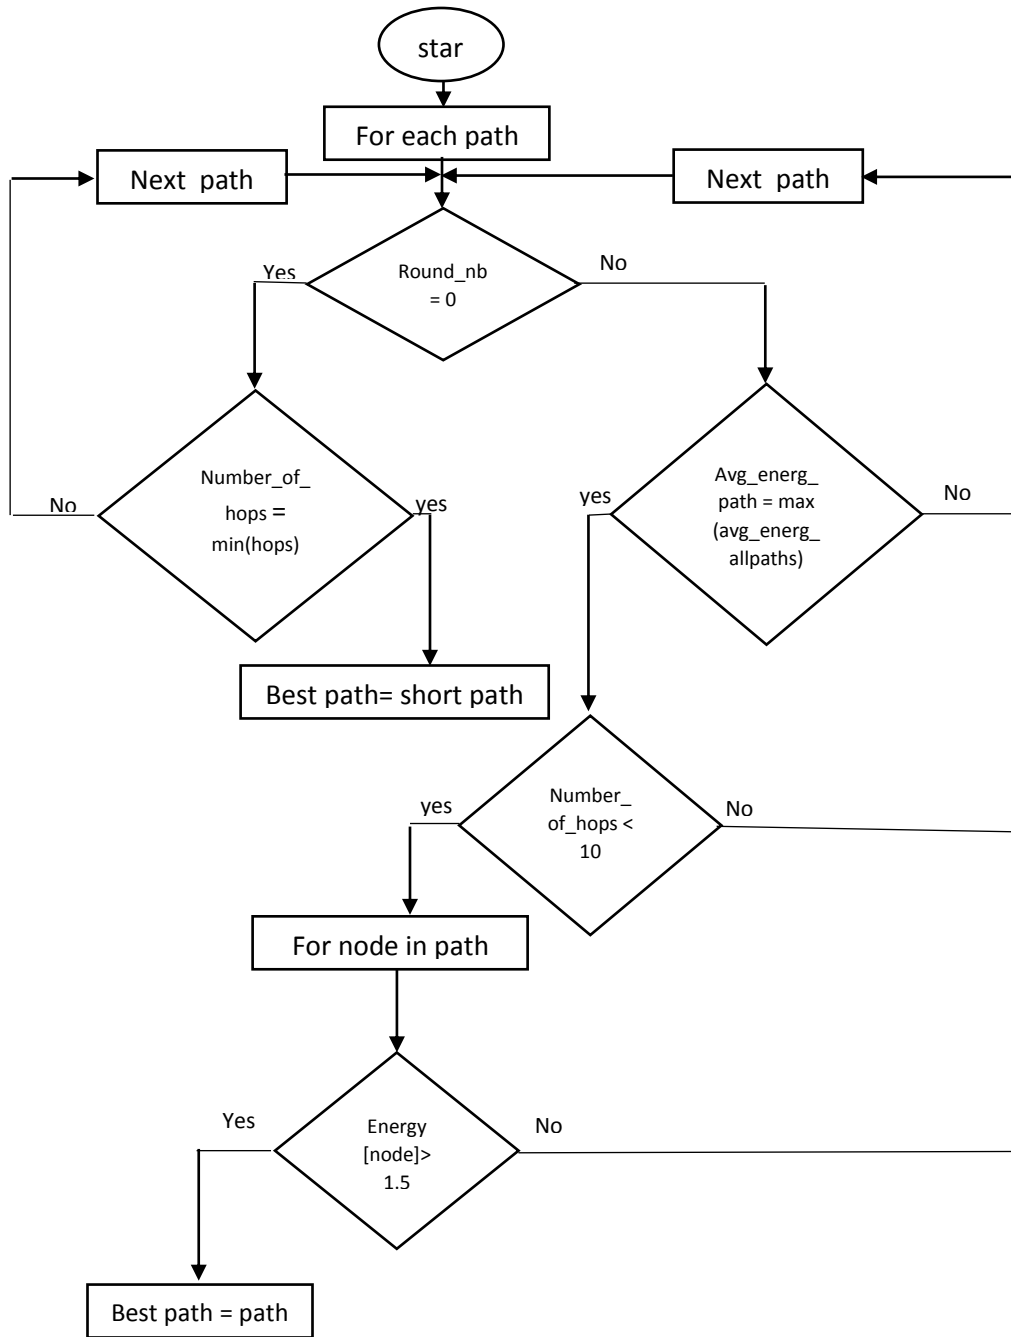 star
For each path
Next path
Next path
Yes
No
Round_nb
= 0
Number_of_
hops =
min(hops)
No
yes
Avg_energ_
path = max
(avg_energ_
allpaths)
yes
No
Best path= short path
Number_
of_hops <
10
yes
No
For node in path
Energy
[node]>
1.5
Yes
No
Best path = path